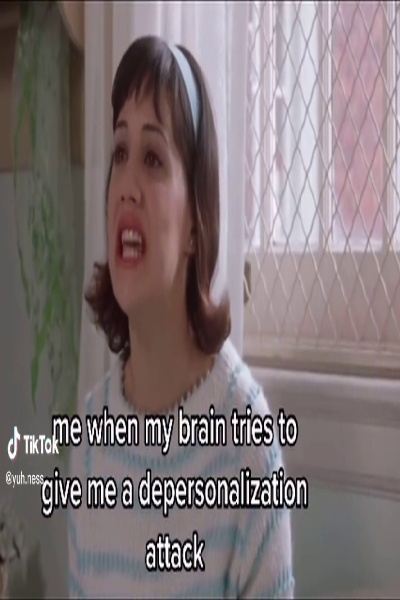 me when my brain tries to
TikTok
@yuh.ness
give me a depersonalization
attack